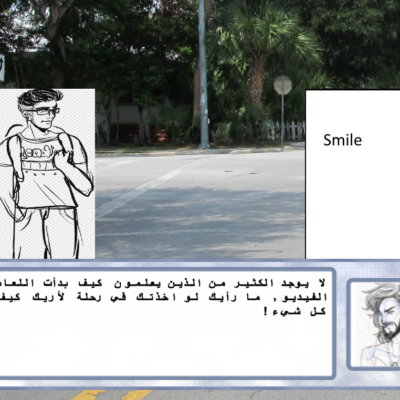 Smile
لا يوجد الكثير من الذين يعلمون كيف بدأت اللعا
الفيديو, ما رأيك لو اخذتك في رحلة لأريك كيف
كل شيء!